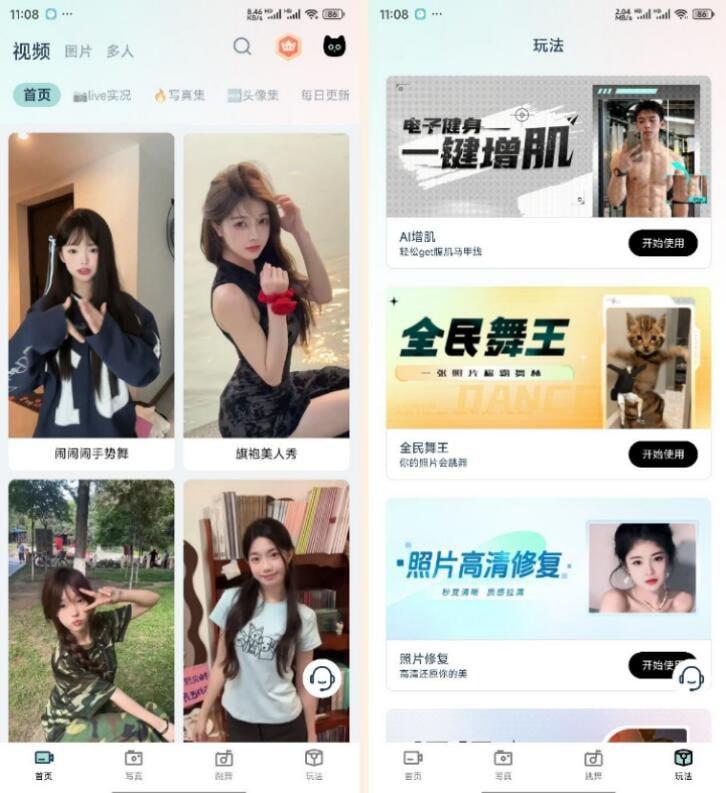 11:08
8.46 KB/s HD HD 86
视频 图片 多人
首页 live实况 写真集 头像集 每日更新
闹闹闹手势舞
旗袍美人秀
首页 写真 跳舞 玩法
11:08
2.04 KB/s HD HD 86
玩法
电子健身
一键增肌
AI增肌
轻松get腹肌马甲线
开始使用
全民舞王
一张照片称霸舞林
DANCE
全民舞王
你的照片会跳舞
开始使用
照片高清修复
秒变清晰 质感拉满
照片修复
高清还原你的美
开始使用
首页 写真 跳舞 玩法